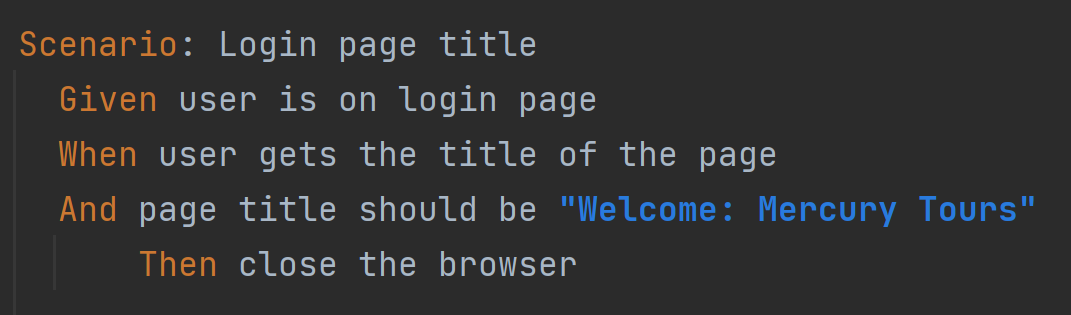 Scenario: Login page title
Given user is on login page
When user gets the title of the page
And page title should be "Welcome: Mercury Tours"
Then close the browser